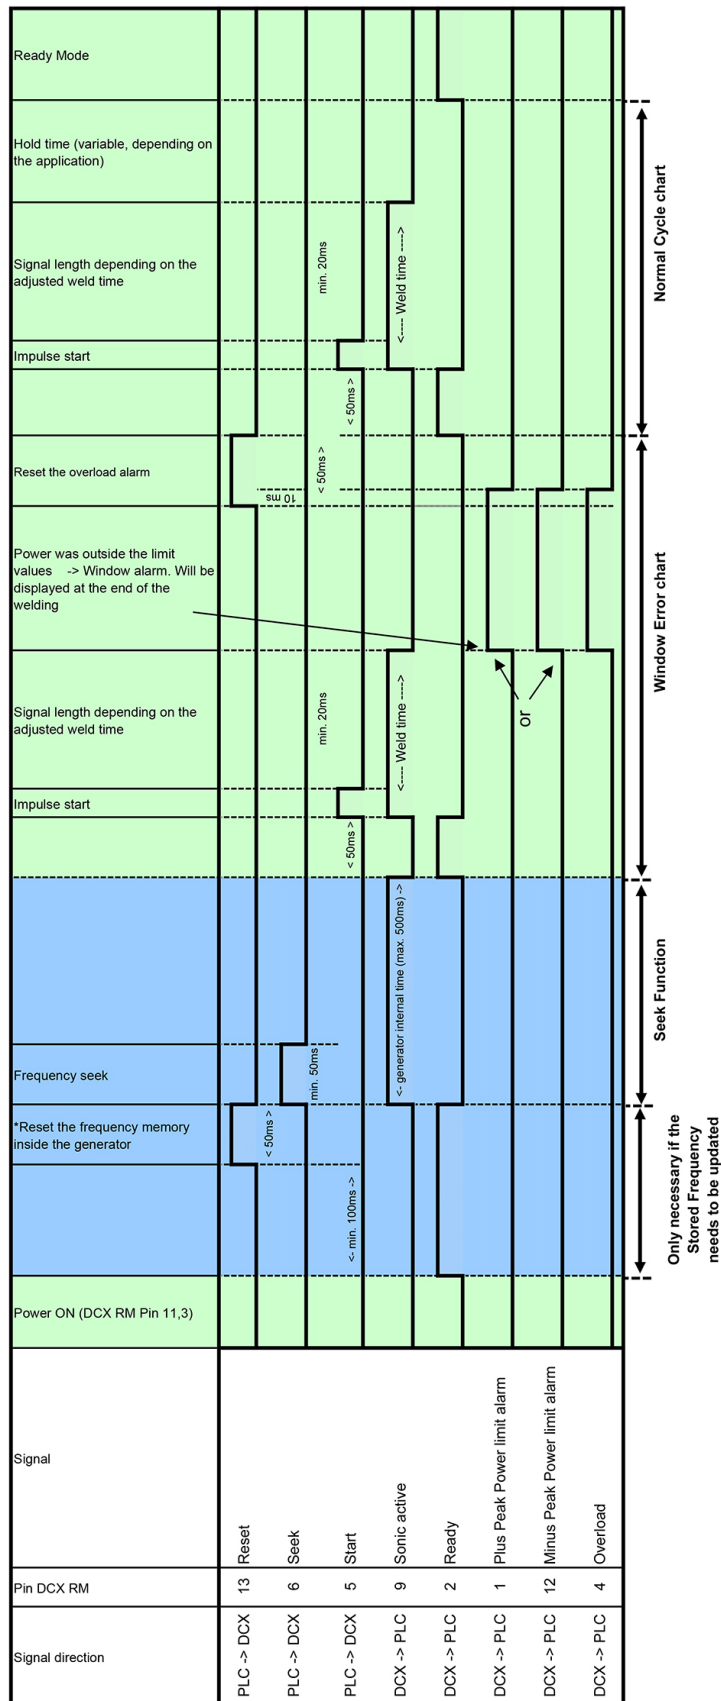 Ready Mode
Hold time (variable, depending on
the application)
Signal length depending on the
adjusted weld time
min. 20ms
<---- Weld time ---->
Normal Cycle chart
Impulse start
< 50ms >
Reset the overload alarm
10 ms
< 50ms >
Power was outside the limit
values -> Window alarm. Will be
displayed at the end of the
welding
Window Error chart
or
Signal length depending on the
adjusted weld time
min. 20ms
<---- Weld time ---->
Impulse start
< 50ms >
<- generator internal time (max. 500ms) ->
Seek Function
Frequency seek
min. 50ms
*Reset the frequency memory
inside the generator
< 50ms >
<- min. 100ms ->
Only necessary if the
Stored Frequency
needs to be updated
Power ON (DCX RM Pin 11,3)
Signal
Reset
Seek
Start
Sonic active
Ready
Plus Peak Power limit alarm
Minus Peak Power limit alarm
Overload
Pin DCX RM
13
6
5
9
2
1
12
4
Signal direction
PLC -> DCX
PLC -> DCX
PLC -> DCX
DCX -> PLC
DCX -> PLC
DCX -> PLC
DCX -> PLC
DCX -> PLC